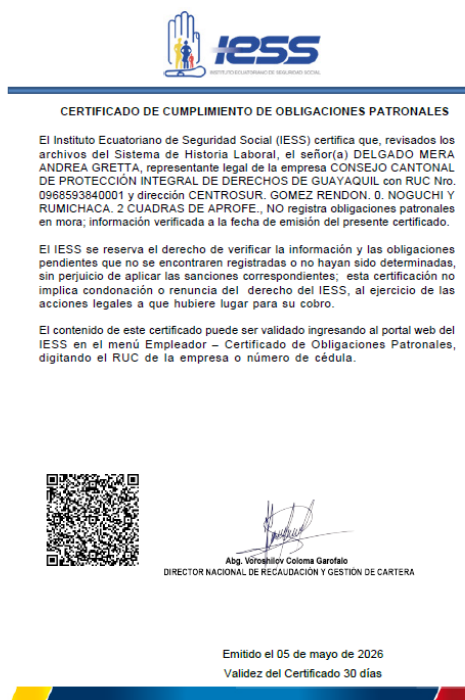 IESS
INSTITUTO ECUATORIANO DE SEGURIDAD SOCIAL
CERTIFICADO DE CUMPLIMIENTO DE OBLIGACIONES PATRONALES
El Instituto Ecuatoriano de Seguridad Social (IESS) certifica que, revisados los
archivos del Sistema de Historia Laboral, el señor(a) DELGADO MERA
ANDREA GRETTA, representante legal de la empresa CONSEJO CANTONAL
DE PROTECCIÓN INTEGRAL DE DERECHOS DE GUAYAQUIL con RUC Nro.
0968593840001 y dirección CENTROSUR. GOMEZ RENDON. 0. NOGUCHI Y
RUMICHACA. 2 CUADRAS DE APROFE., NO registra obligaciones patronales
en mora; información verificada a la fecha de emisión del presente certificado.
El IESS se reserva el derecho de verificar la información y las obligaciones
pendientes que no se encontraren registradas o no hayan sido determinadas,
sin perjuicio de aplicar las sanciones correspondientes; esta certificación no
implica condonación o renuncia del derecho del IESS, al ejercicio de las
acciones legales a que hubiere lugar para su cobro.
El contenido de este certificado puede ser validado ingresando al portal web del
IESS en el menú Empleador – Certificado de Obligaciones Patronales,
digitando el RUC de la empresa o número de cédula.
Abg. Voroshilov Coloma Garofalo
DIRECTOR NACIONAL DE RECAUDACIÓN Y GESTIÓN DE CARTERA
Emitido el 05 de mayo de 2026
Validez del Certificado 30 días